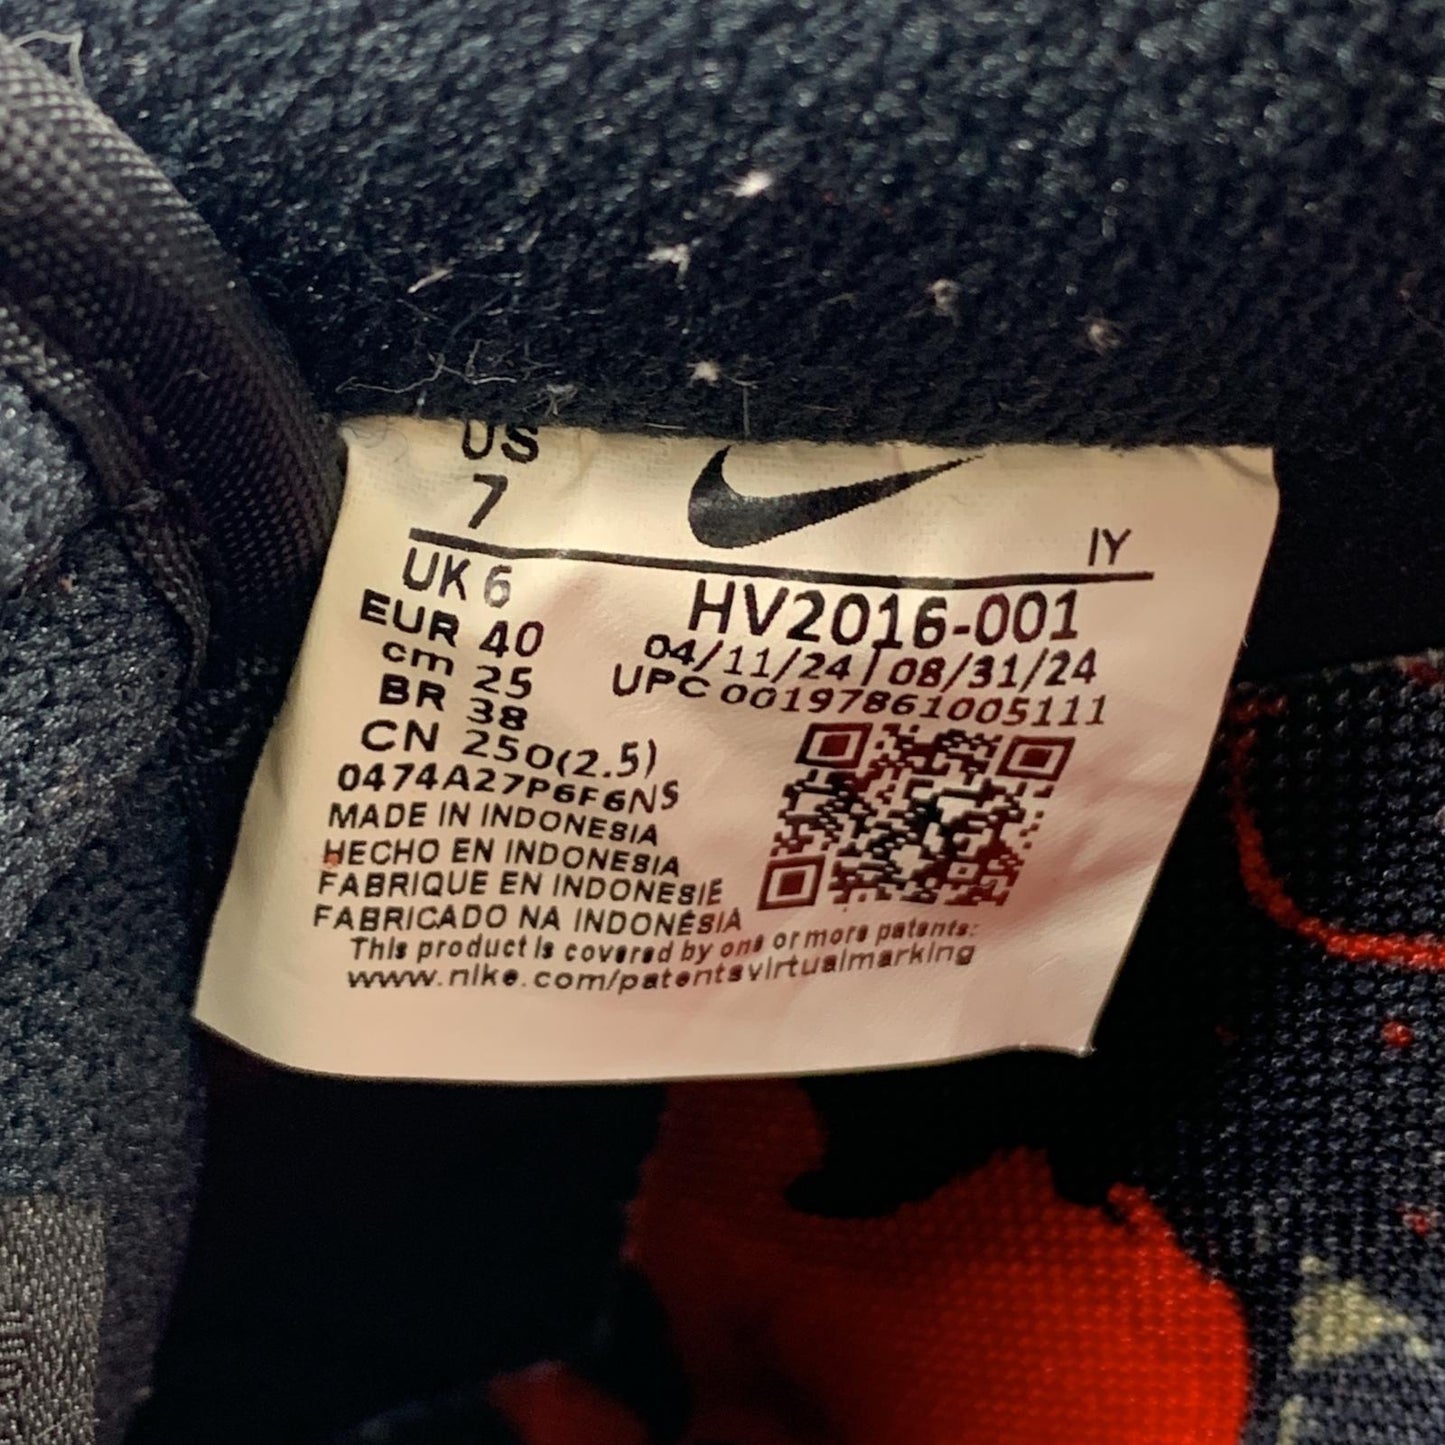 US
7
IY
UK 6
EUR 40
cm 25
BR 38
CN 250(2.5)
HV2016-001
04/11/24 | 08/31/24
UPC 00197861005111
0474A27P6F6NS
MADE IN INDONESIA
HECHO EN INDONESIA
FABRIQUE EN INDONESIE
FABRICADO NA INDONÉSIA
This product is covered by one or more patents:
www.nike.com/patentsvirtualmarking